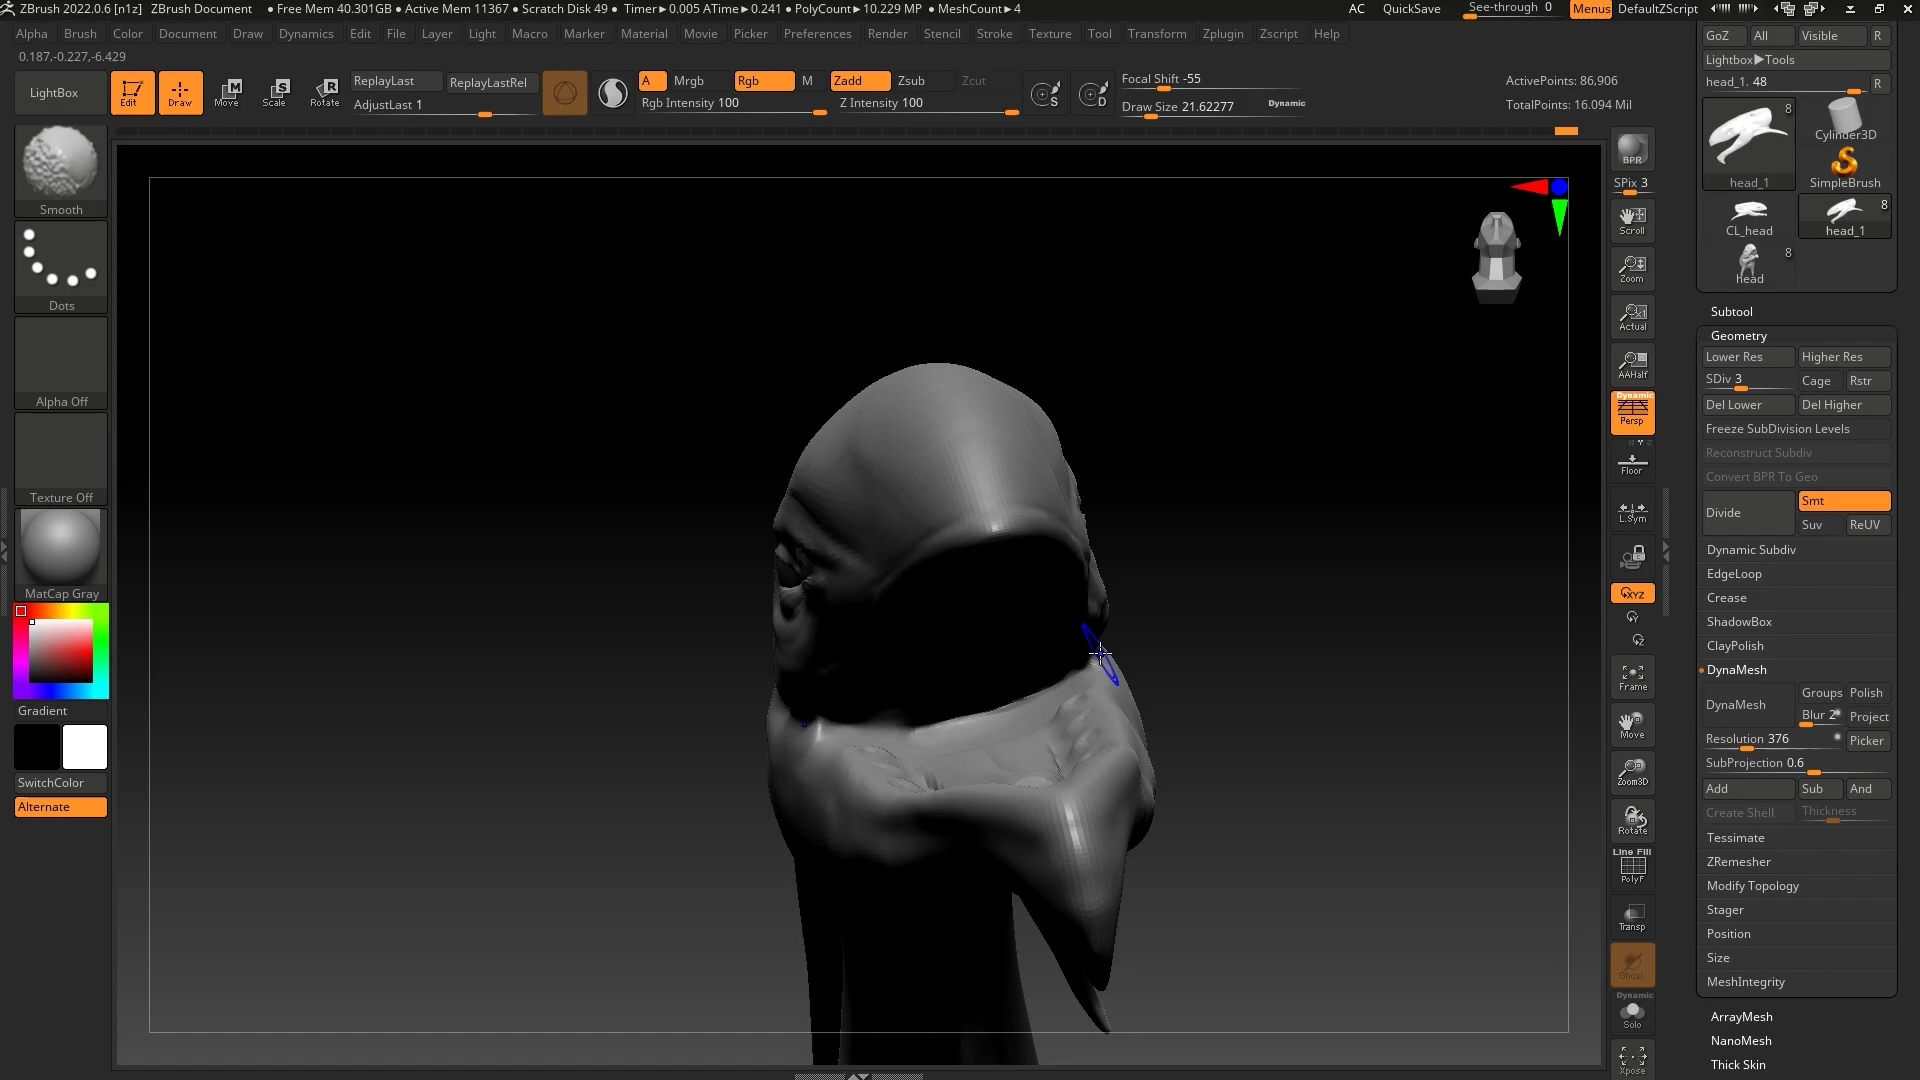 ZBrush 2022.0.6 [n1z] ZBrush Document ● Free Mem 40.301GB ● Active Mem 11367 ● Scratch Disk 49 ● Timer►0.005 ATime►0.241 ● PolyCount►10.229 MP ● MeshCount►4 AC QuickSave See-through 0 Menus DefaultZScript
Alpha Brush Color Document Draw Dynamics Edit File Layer Light Macro Marker Material Movie Picker Preferences Render Stencil Stroke Texture Tool Transform Zplugin Zscript Help
0.187,-0.227,-6.429
LightBox
Edit
Draw
Move
Scale
Rotate
ReplayLast
ReplayLastRel
AdjustLast 1
A
Mrgb
Rgb
M
Zadd
Zsub
Zcut
Rgb Intensity 100
Z Intensity 100
S
D
Focal Shift -55
Draw Size 21.62277
Dynamic
ActivePoints: 86,906
TotalPoints: 16.094 Mil
Smooth
Dots
Alpha Off
Texture Off
MatCap Gray
Gradient
SwitchColor
Alternate
BPR
SPix 3
Scroll
Zoom
Actual
AAHalf
Dynamic
Persp
Floor
L.Sym
XYZ
Y
Z
Frame
Move
Zoom3D
Rotate
Line Fill
PolyF
Transp
Ghost
Dynamic
Solo
Xpose
GoZ All Visible R
Lightbox►Tools
head_1. 48 R
8
head_1
Cylinder3D
SimpleBrush
CL_head
8
head_1
8
head
Subtool
Geometry
Lower Res Higher Res
SDiv 3 Cage Rstr
Del Lower Del Higher
Freeze SubDivision Levels
Reconstruct Subdiv
Convert BPR To Geo
Divide
Smt
Suv ReUV
Dynamic Subdiv
EdgeLoop
Crease
ShadowBox
ClayPolish
DynaMesh
DynaMesh
Groups Polish
Blur 2 Project
Resolution 376 Picker
SubProjection 0.6
Add Sub And
Create Shell Thickness
Tessimate
ZRemesher
Modify Topology
Stager
Position
Size
MeshIntegrity
ArrayMesh
NanoMesh
Thick Skin